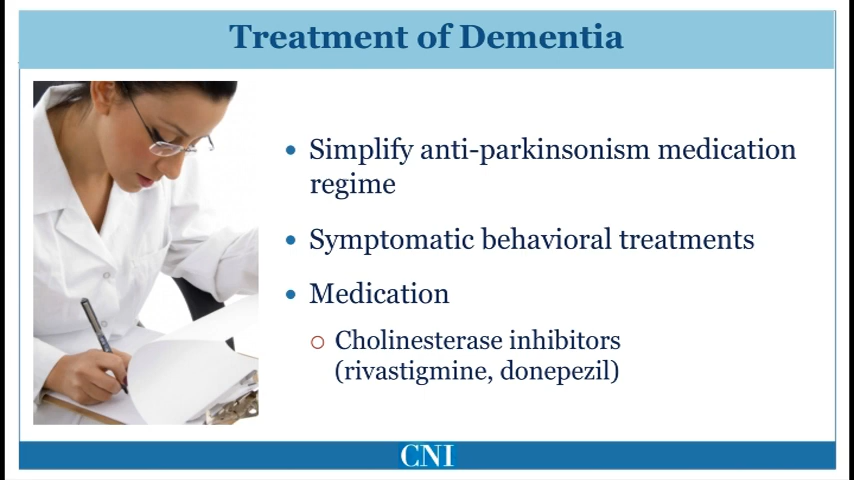 Treatment of Dementia
• Simplify anti-parkinsonism medication
regime
• Symptomatic behavioral treatments
• Medication
○ Cholinesterase inhibitors
(rivastigmine, donepezil)
CNI